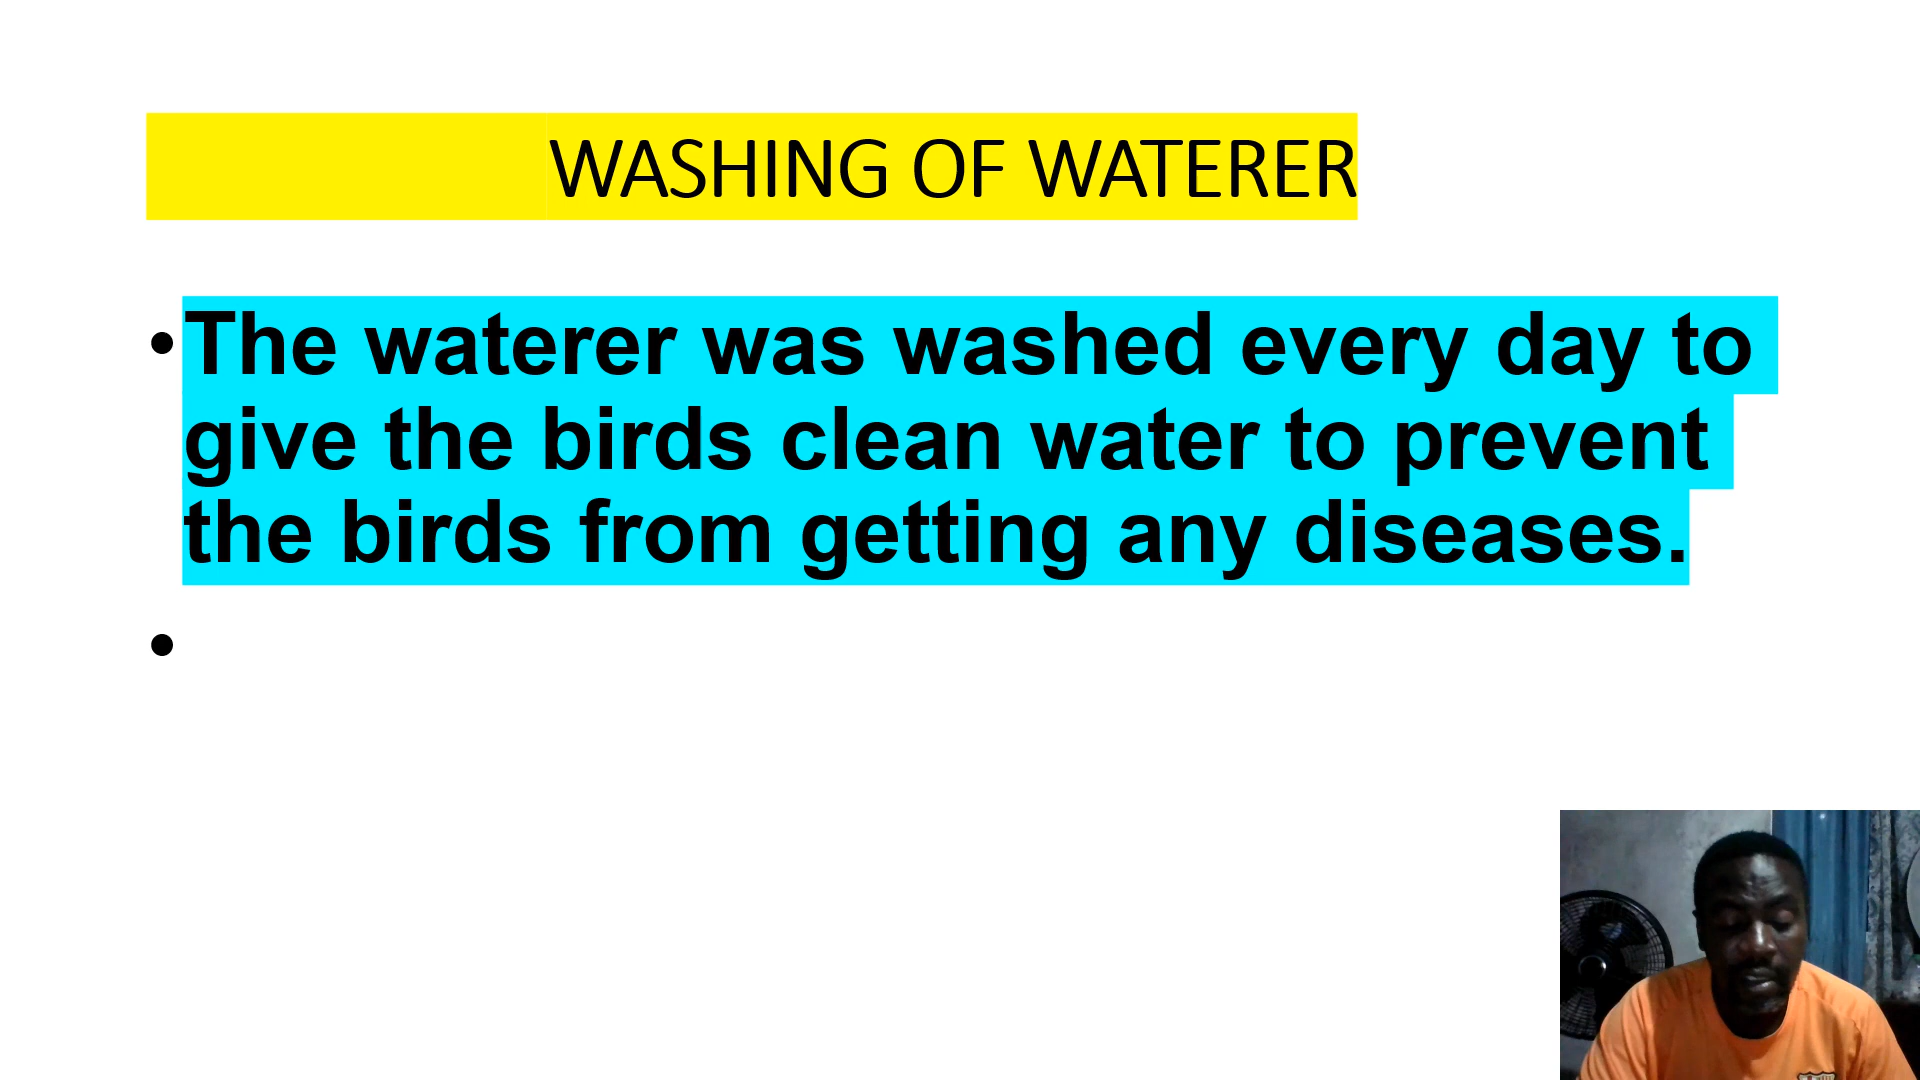 WASHING OF WATERER
• The waterer was washed every day to
give the birds clean water to prevent
the birds from getting any diseases.
•